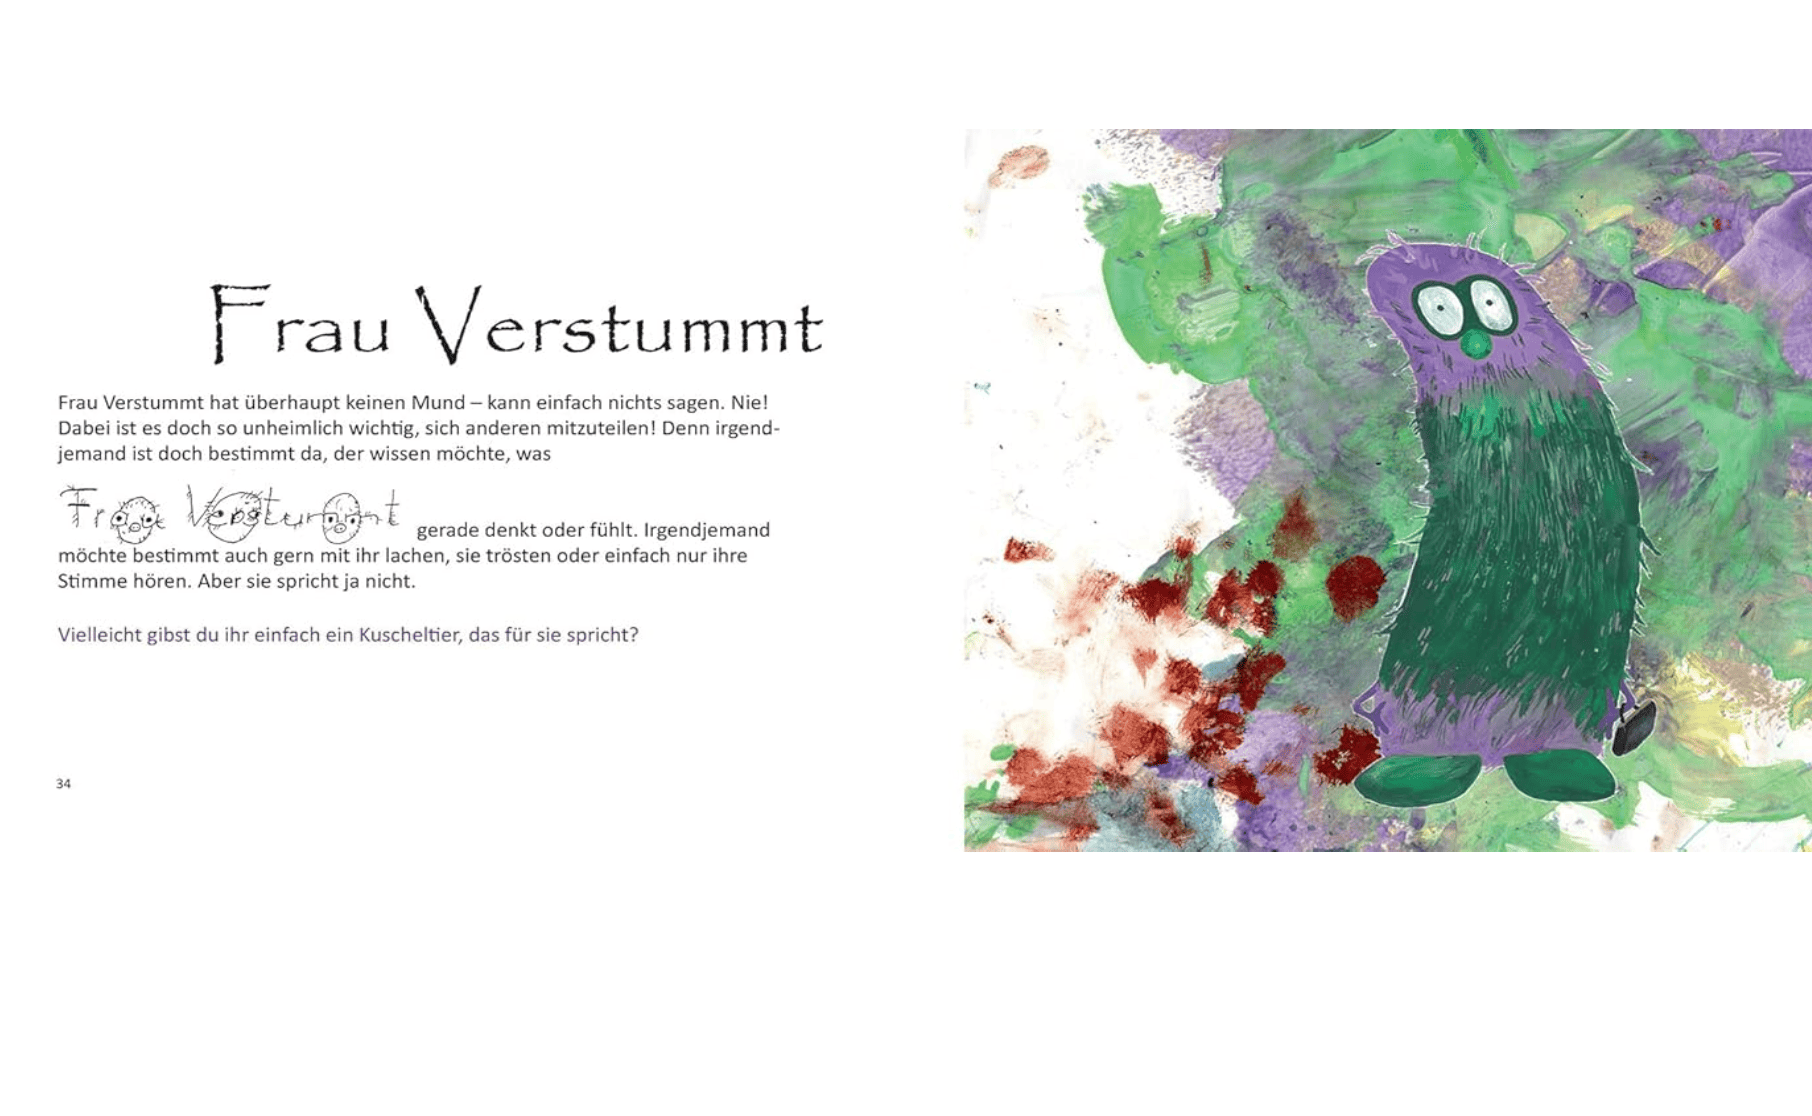 Frau Verstummt
Frau Verstummt hat überhaupt keinen Mund – kann einfach nichts sagen. Nie!
Dabei ist es doch so unheimlich wichtig, sich anderen mitzuteilen! Denn irgend-
jemand ist doch bestimmt da, der wissen möchte, was
Frau Verstummt gerade denkt oder fühlt. Irgendjemand
möchte bestimmt auch gern mit ihr lachen, sie trösten oder einfach nur ihre
Stimme hören. Aber sie spricht ja nicht.
Vielleicht gibst du ihr einfach ein Kuscheltier, das für sie spricht?
34